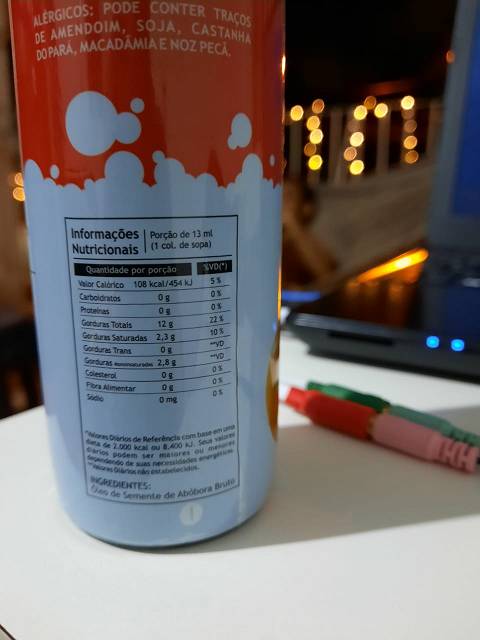 ALÉRGICOS: PODE CONTER TRAÇOS
DE AMENDOIM, SOJA, CASTANHA
DO PARÁ, MACADÂMIA E NOZ PECÃ.
Informações Nutricionais
Porção de 13 ml
(1 col. de sopa)
Quantidade por porção %VD(*)
Valor Calórico 108 kcal/454 kJ 5 %
Carboidratos 0 g 0 %
Proteínas 0 g 0 %
Gorduras Totais 12 g 22 %
Gorduras Saturadas 2,3 g 10 %
Gorduras Trans 0 g **VD
Gorduras monoinsaturadas 2,8 g **VD
Colesterol 0 g 0 %
Fibra Alimentar 0 g 0 %
Sódio 0 mg 0 %
*Valores Diários de Referência com base em uma
dieta de 2.000 kcal ou 8.400 kJ. Seus valores
diários podem ser maiores ou menores
dependendo de suas necessidades energéticas.
**Valores Diários não estabelecidos.
INGREDIENTES:
Óleo de Semente de Abóbora Bruto